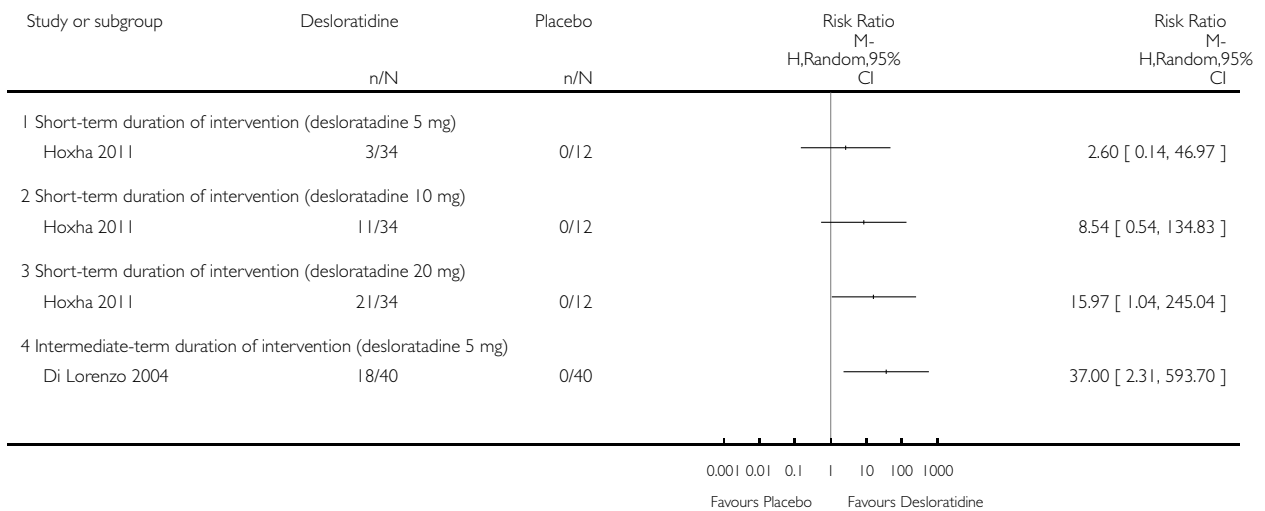 Study or subgroup Desloratidine Placebo Risk Ratio Risk Ratio
M- M-
H,Random,95% H,Random,95%
n/N n/N CI CI
1 Short-term duration of intervention (desloratadine 5 mg)
Hoxha 2011 3/34 0/12 2.60 [ 0.14, 46.97 ]
2 Short-term duration of intervention (desloratadine 10 mg)
Hoxha 2011 11/34 0/12 8.54 [ 0.54, 134.83 ]
3 Short-term duration of intervention (desloratadine 20 mg)
Hoxha 2011 21/34 0/12 15.97 [ 1.04, 245.04 ]
4 Intermediate-term duration of intervention (desloratadine 5 mg)
Di Lorenzo 2004 18/40 0/40 37.00 [ 2.31, 593.70 ]
0.001 0.01 0.1 1 10 100 1000
Favours Placebo Favours Desloratidine